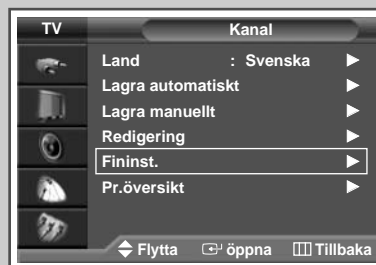 TV Kanal
Land : Svenska
Lagra automatiskt
Lagra manuellt
Redigering
Fininst.
Pr.översikt
Flytta öppna Tillbaka